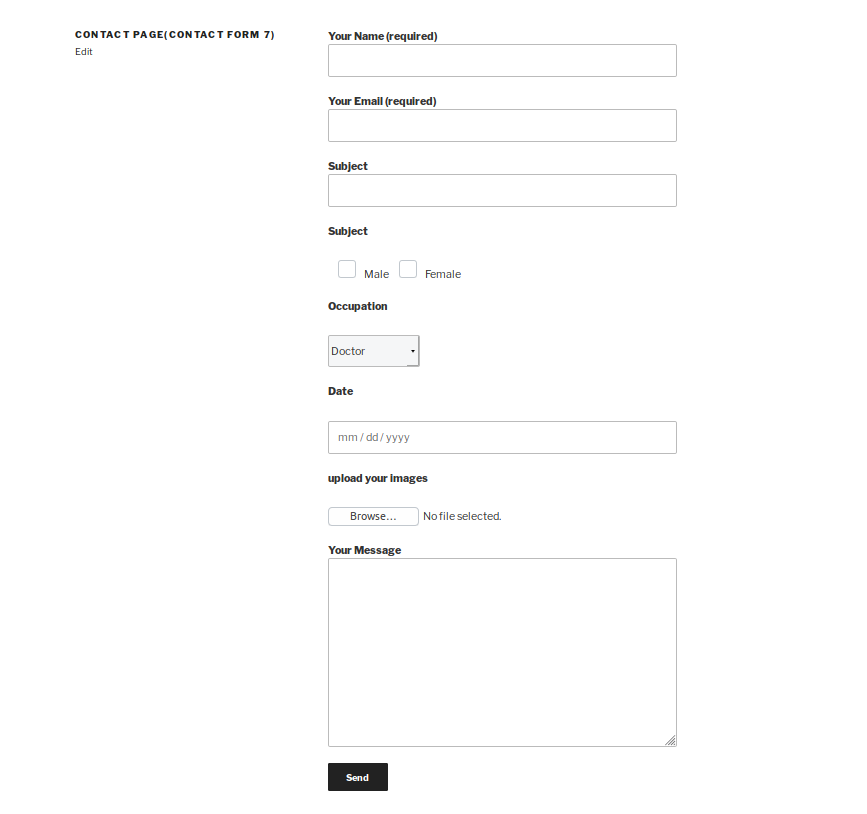 CONTACT PAGE(CONTACT FORM 7)
Edit
Your Name (required)
Your Email (required)
Subject
Subject
Male Female
Occupation
Doctor
Date
mm / dd / yyyy
upload your images
Browse... No file selected.
Your Message
Send